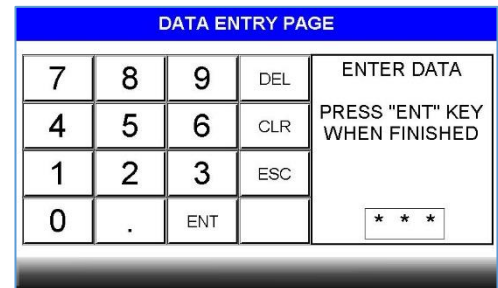 DATA ENTRY PAGE
7 8 9 DEL
4 5 6 CLR
1 2 3 ESC
0 . ENT
ENTER DATA
PRESS "ENT" KEY
WHEN FINISHED
* * *